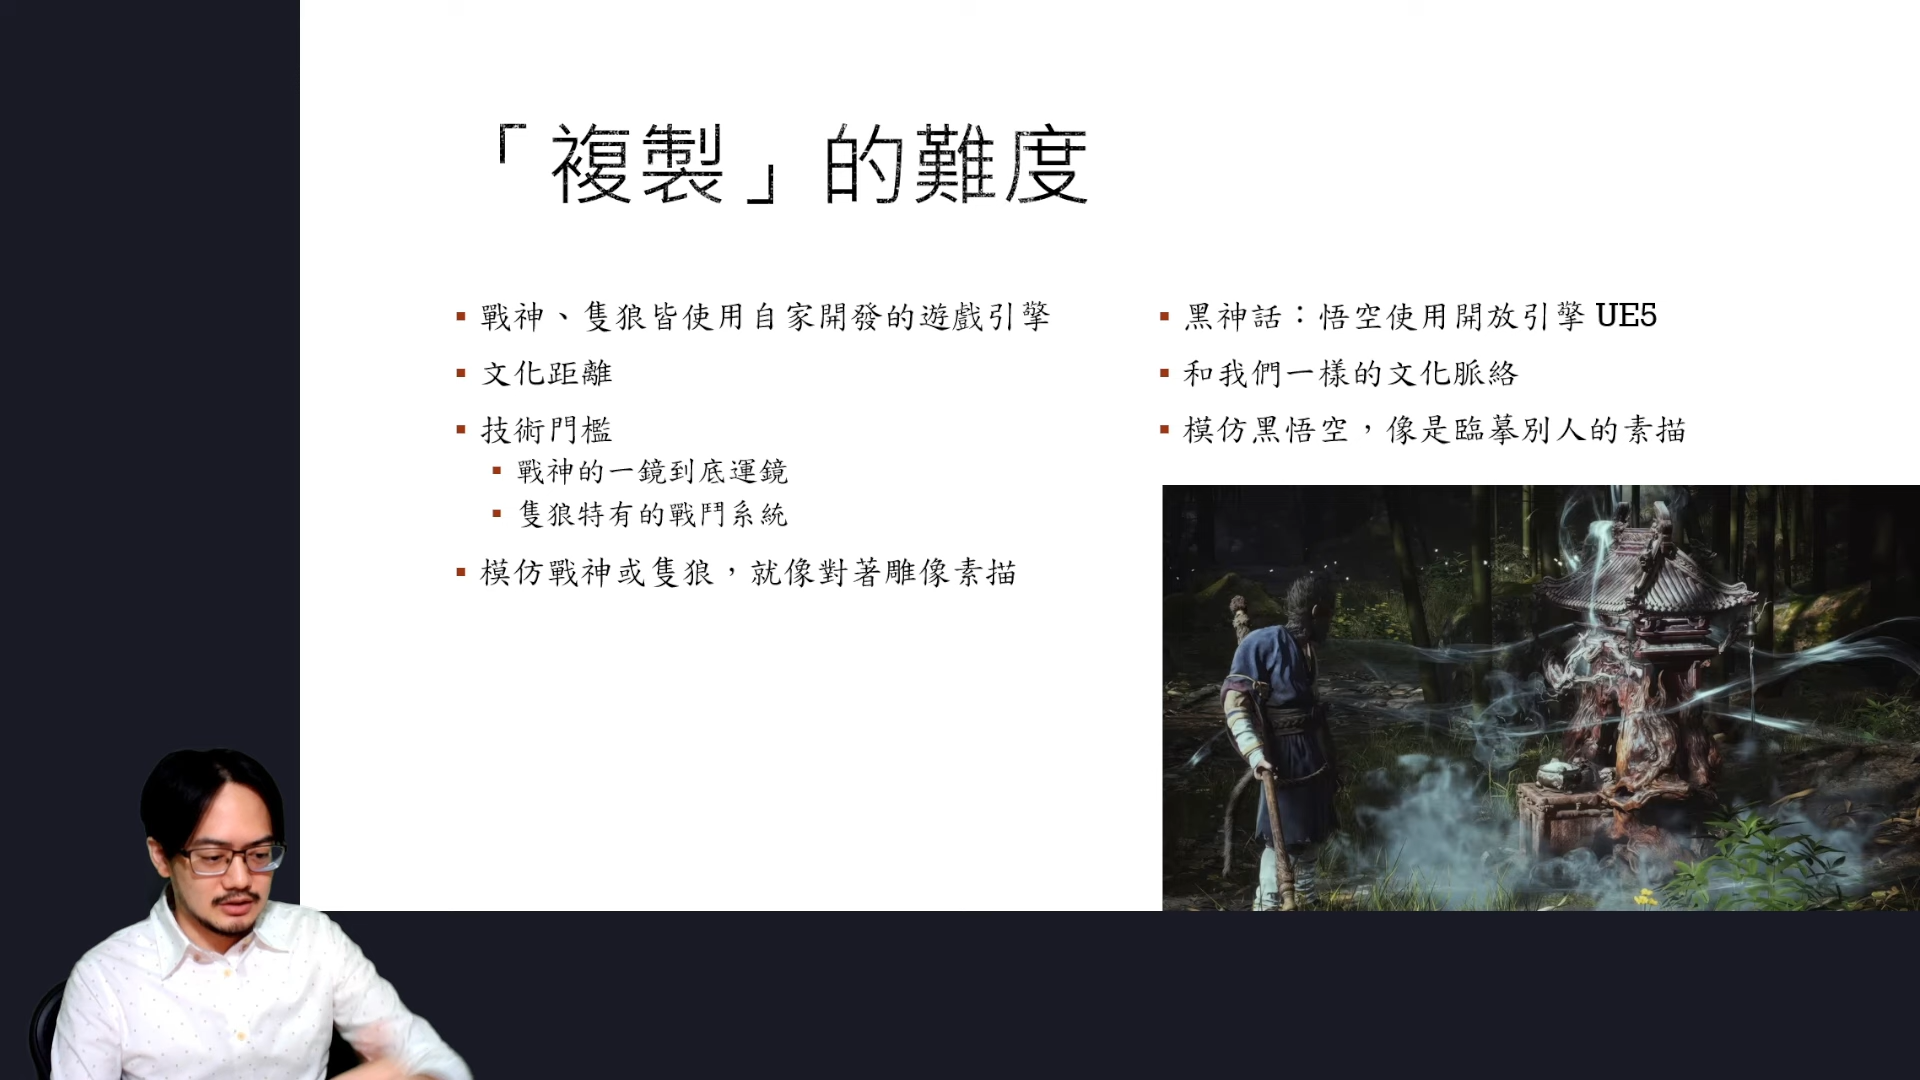 「複製」的難度
戰神、隻狼皆使用自家開發的遊戲引擎
文化距離
技術門檻
戰神的一鏡到底運鏡
隻狼特有的戰鬥系統
模仿戰神或隻狼，就像對著雕像素描
黑神話：悟空使用開放引擎 UE5
和我們一樣的文化脈絡
模仿黑悟空，像是臨摹別人的素描